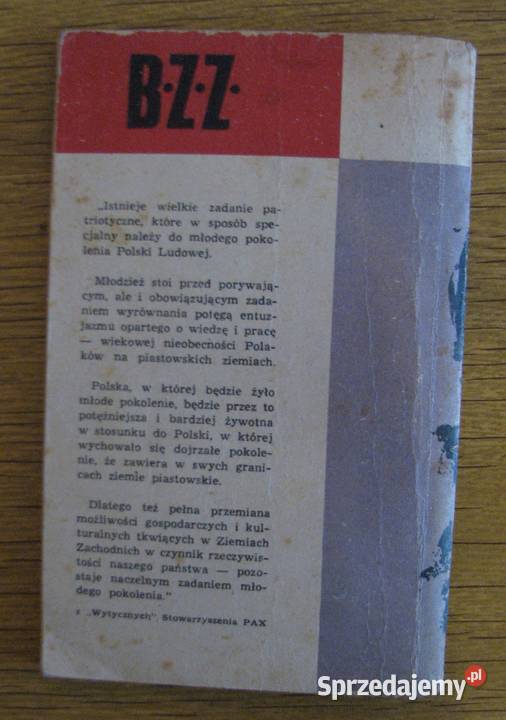 B·Z·Z·
„Istnieje wielkie zadanie pa-
triotyczne, które w sposób spe-
cjalny należy do młodego poko-
lenia Polski Ludowej.
Młodzież stoi przed porywają-
cym, ale i obowiązującym zada-
niem wyrównania potęgą entuz-
jazmu opartego o wiedzę i pracę
— wiekowej nieobecności Pola-
ków na piastowskich ziemiach.
Polska, w której będzie żyło
młode pokolenie, będzie przez to
potężniejsza i bardziej żywotna
w stosunku do Polski, w której
wychowało się dojrzałe pokole-
nie, że zawiera w swych grani-
cach ziemie piastowskie.
Dlatego też pełna przemiana
możliwości gospodarczych i kul-
turalnych tkwiących w Ziemiach
Zachodnich w czynnik rzeczywis-
tości naszego państwa — pozo-
staje naczelnym zadaniem mło-
dego pokolenia."
z „Wytycznych" Stowarzyszenia PAX
Sprzedajemy.pl